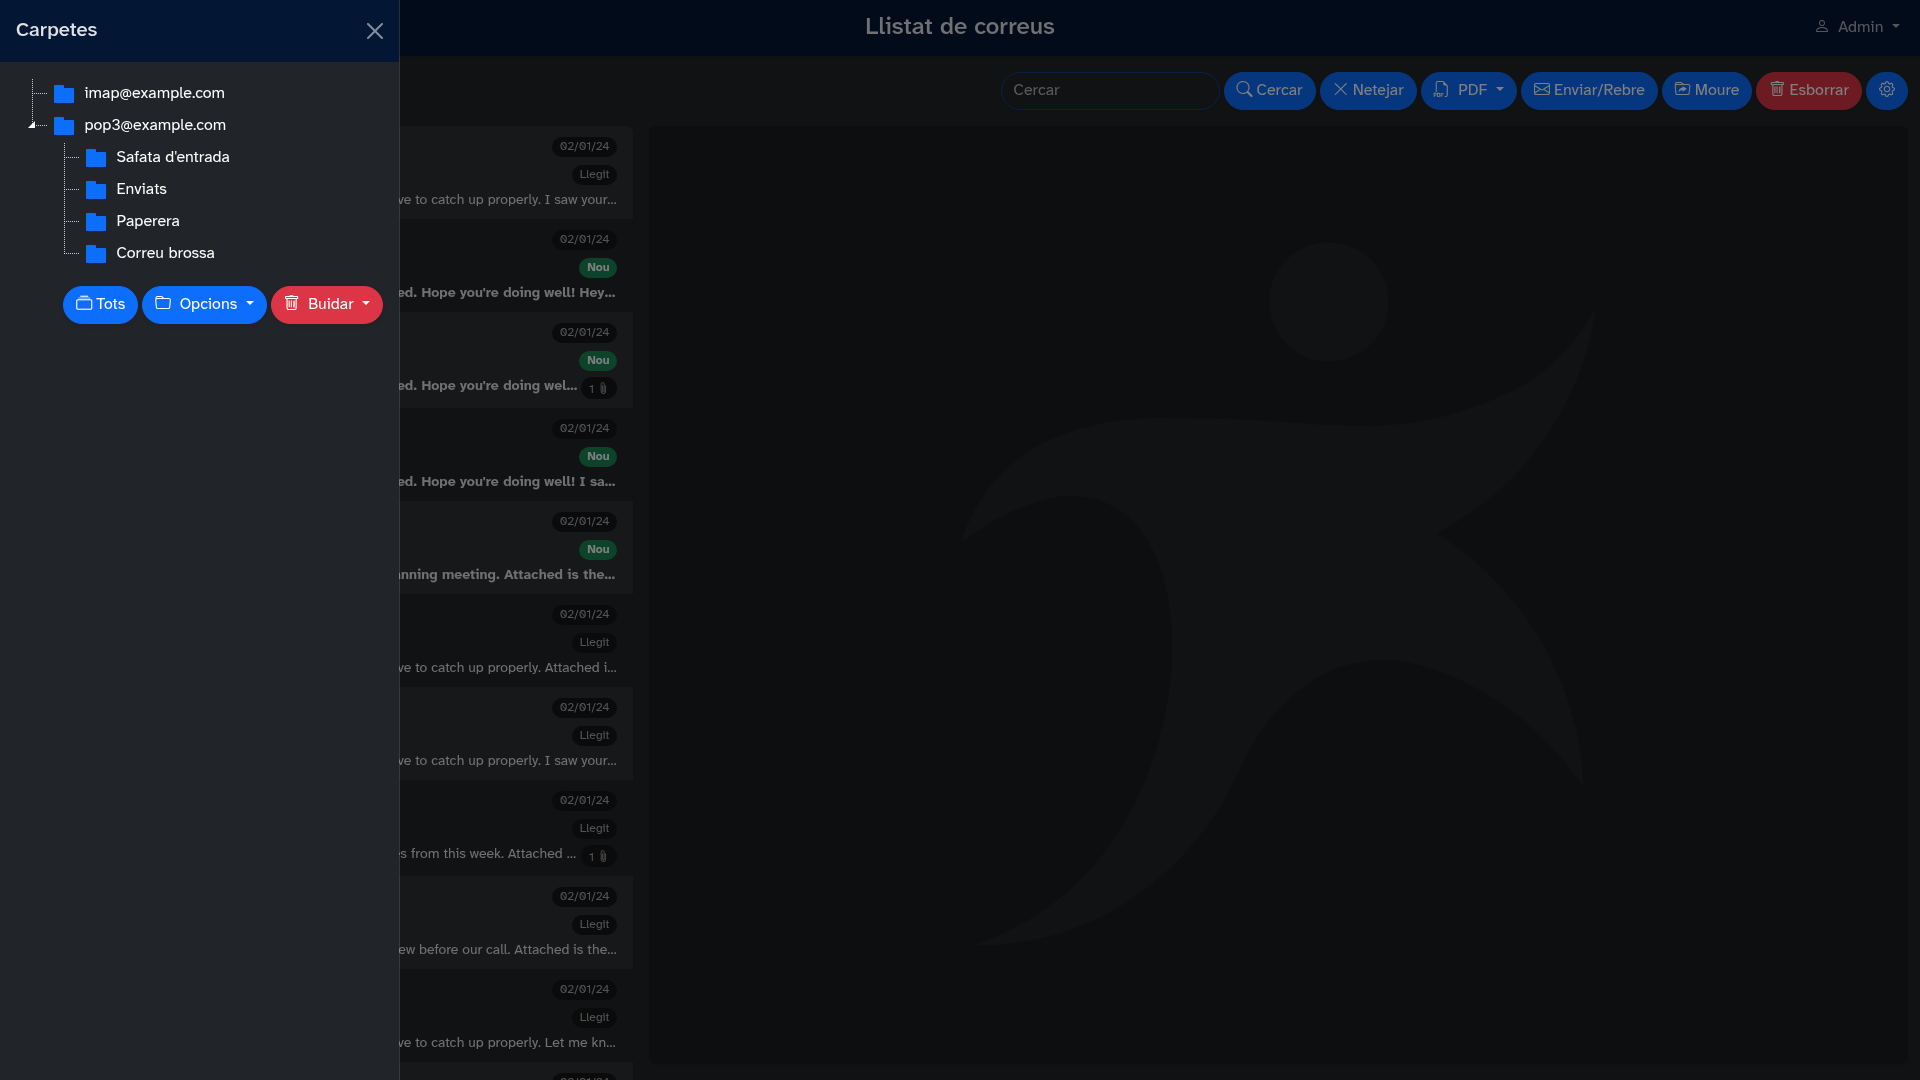 Carpetes
Llistat de correus
Admin
imap@example.com
pop3@example.com
Safata d'entrada
Enviats
Paperera
Correu brossa
Tots
Opcions
Buidar
Cercar
Cercar
Netejar
PDF
Enviar/Rebre
Moure
Esborrar
02/01/24
Llegit
ve to catch up properly. I saw your...
02/01/24
Nou
ed. Hope you're doing well! Hey...
02/01/24
Nou
ed. Hope you're doing wel... 1
02/01/24
Nou
ed. Hope you're doing well! I sa...
02/01/24
Nou
anning meeting. Attached is the...
02/01/24
Llegit
ve to catch up properly. Attached i...
02/01/24
Llegit
ve to catch up properly. I saw your...
02/01/24
Llegit
es from this week. Attached ... 1
02/01/24
Llegit
ew before our call. Attached is the...
02/01/24
Llegit
ve to catch up properly. Let me kn...